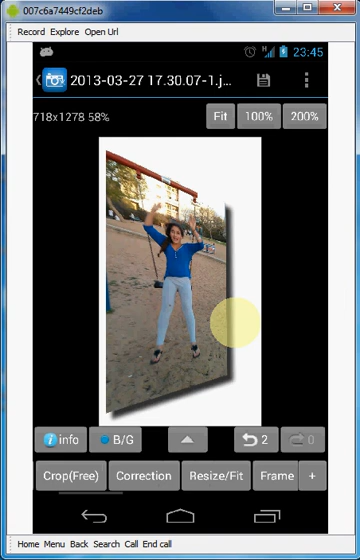 007c6a7449cf2deb
Record Explore Open Url
H 23:45
2013-03-27 17.30.07-1.j...
718x1278 58% Fit 100% 200%
i info B/G 2 0
Crop(Free) Correction Resize/Fit Frame +
Home Menu Back Search Call End call